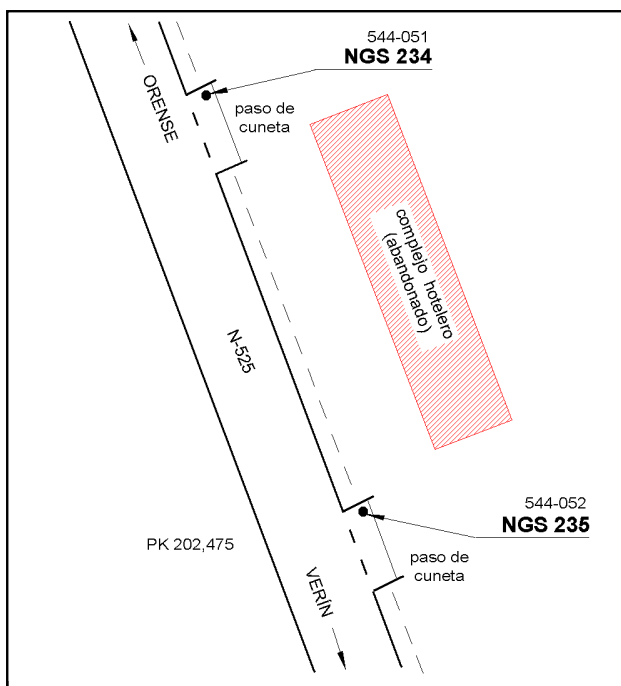 544-051
NGS 234
ORENSE
paso de
cuneta
complejo hotelero
(abandonado)
N-525
544-052
NGS 235
PK 202,475
paso de
cuneta
VERÍN